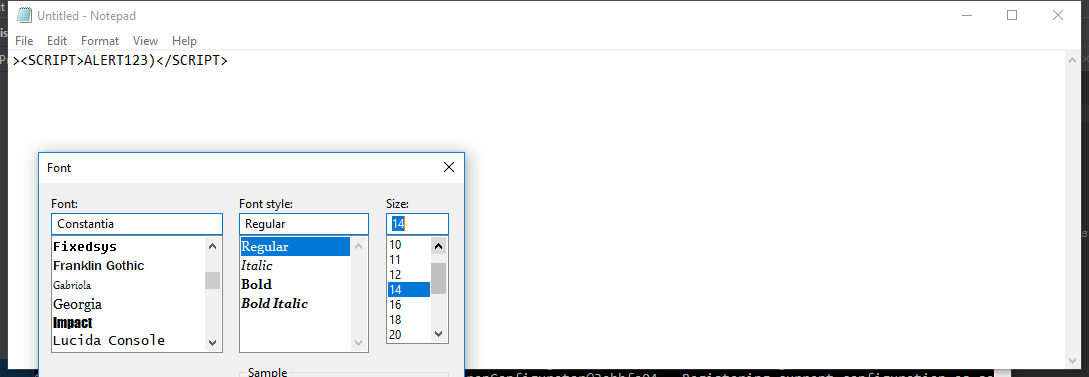 Untitled - Notepad
File Edit Format View Help
><SCRIPT>ALERT123)</SCRIPT>
Font
Font: Font style: Size:
Constantia Regular 14
Fixedsys Regular 10
Franklin Gothic Italic 11
Gabriola Bold 12
Georgia Bold Italic 14
Impact 16
Lucida Console 18
20
Sample